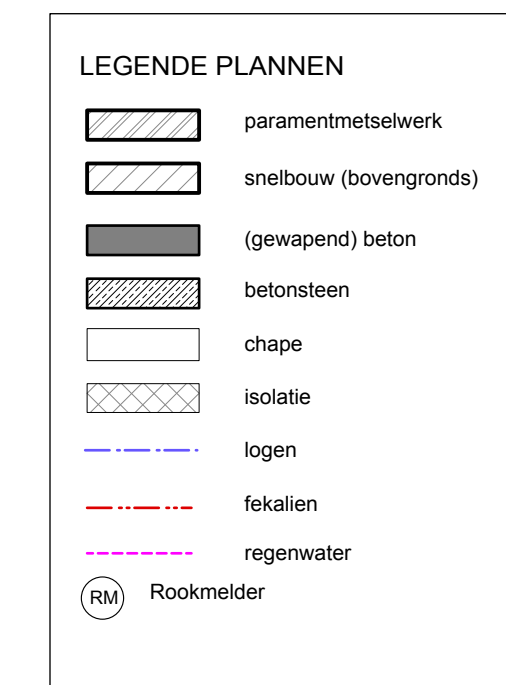 LEGENDE PLANNEN
paramentmetselwerk
snelbouw (bovengronds)
(gewapend) beton
betonsteen
chape
isolatie
logen
fekalien
regenwater
RM Rookmelder